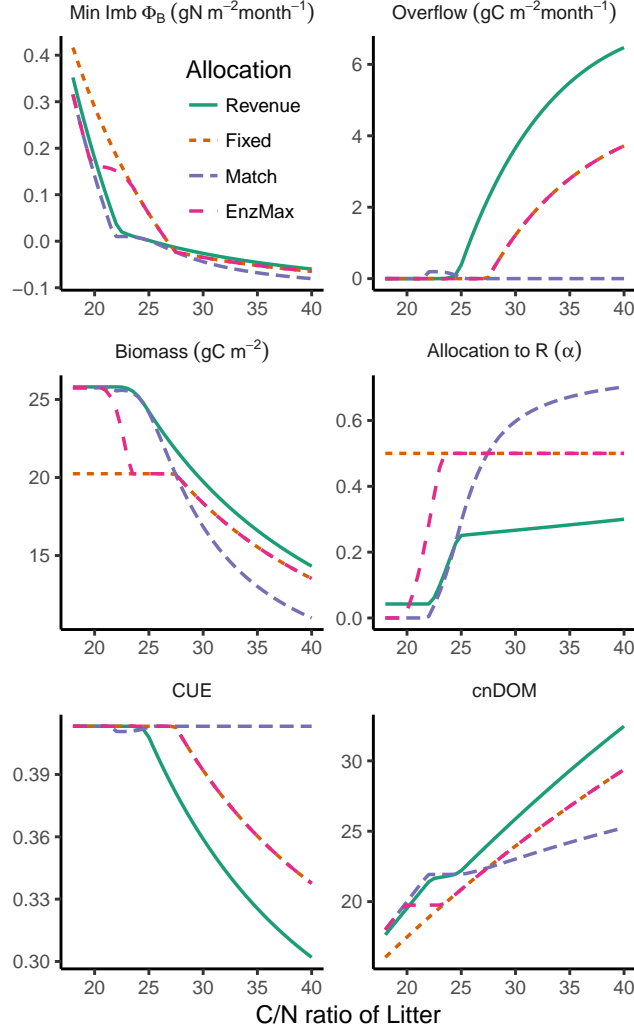 Min Imb Φ_B (gN m⁻²month⁻¹)
Overflow (gC m⁻²month⁻¹)
Allocation
Revenue
Fixed
Match
EnzMax
0.4
0.3
0.2
0.1
0.0
−0.1
20 25 30 35 40
6
4
2
0
20 25 30 35 40
Biomass (gC m⁻²)
Allocation to R (α)
25
20
15
20 25 30 35 40
0.6
0.4
0.2
0.0
20 25 30 35 40
CUE
cnDOM
0.39
0.36
0.33
0.30
20 25 30 35 40
30
25
20
20 25 30 35 40
C/N ratio of Litter